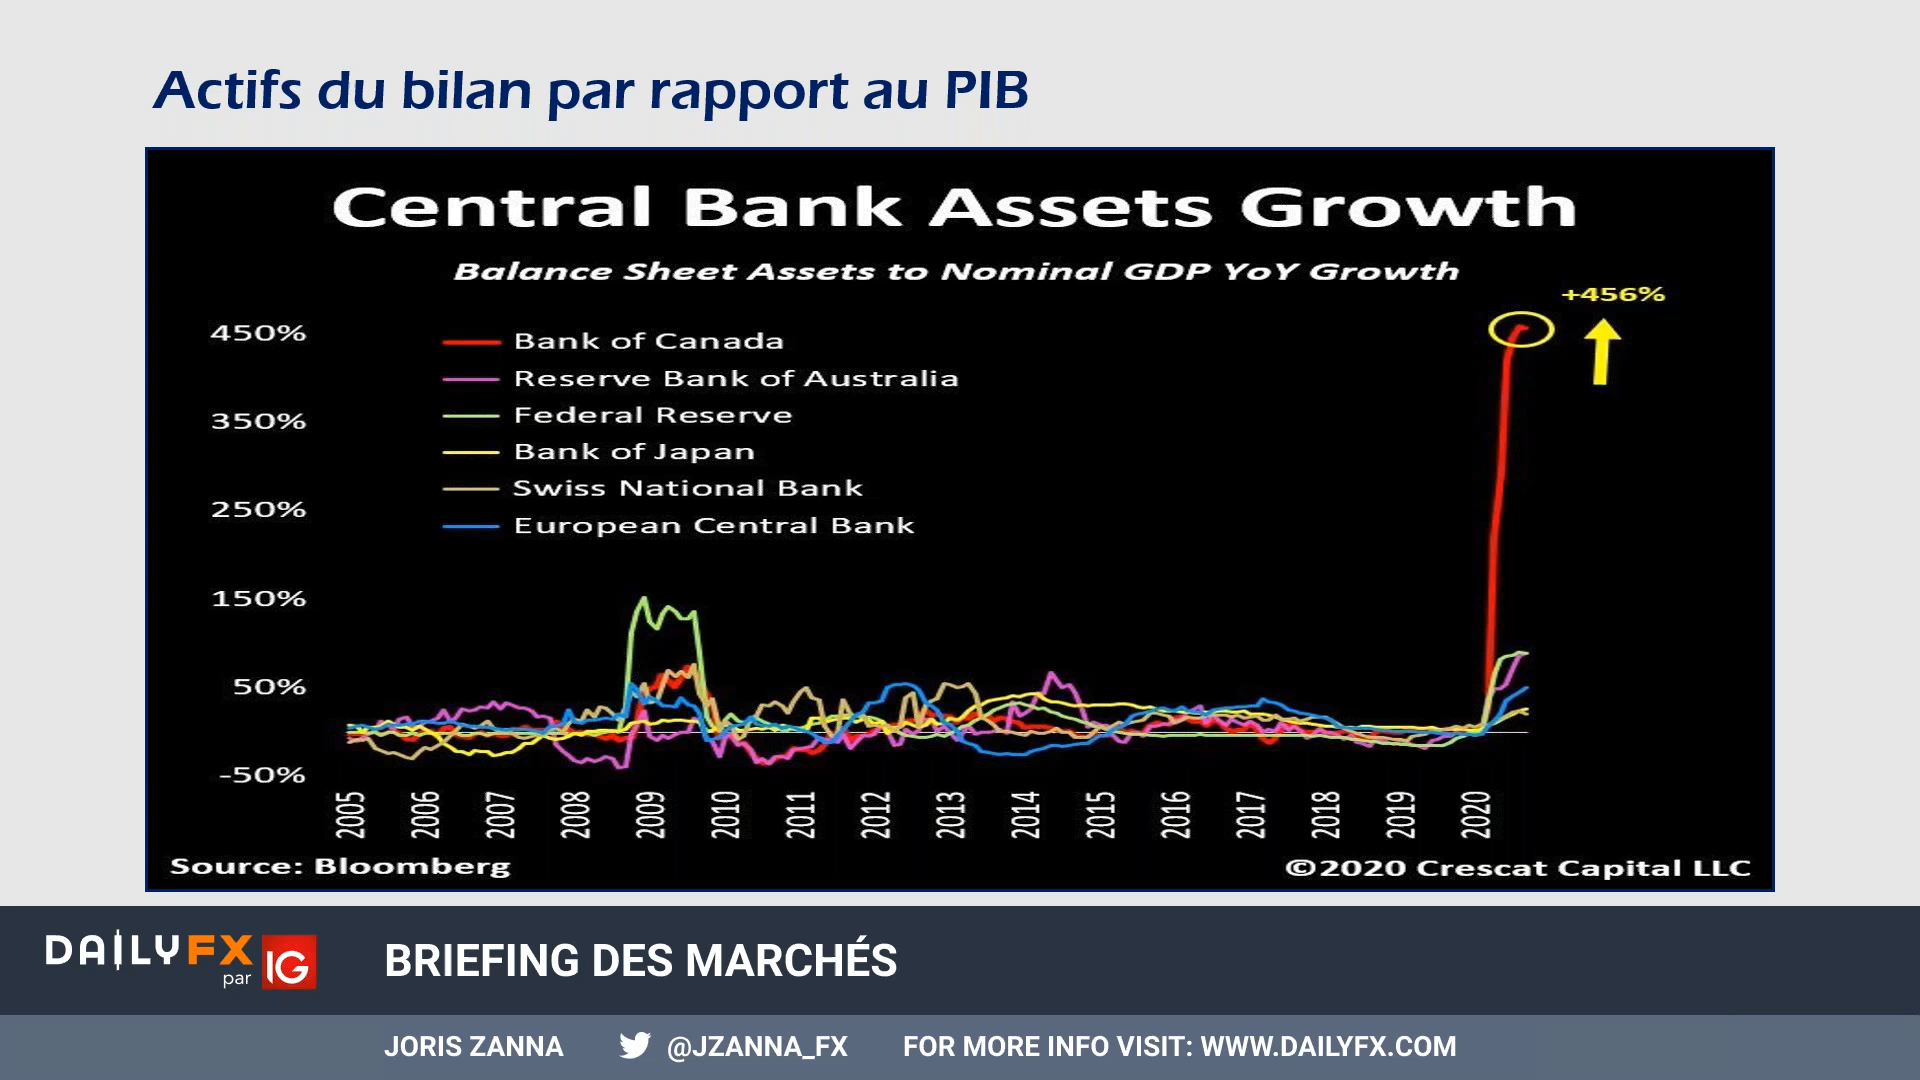 Actifs du bilan par rapport au PIB
Central Bank Assets Growth
Balance Sheet Assets to Nominal GDP YoY Growth
+456%
450%
350%
250%
150%
50%
-50%
Bank of Canada
Reserve Bank of Australia
Federal Reserve
Bank of Japan
Swiss National Bank
European Central Bank
2005 2006 2007 2008 2009 2010 2011 2012 2013 2014 2015 2016 2017 2018 2019 2020
Source: Bloomberg
©2020 Crescat Capital LLC
DAILYFX
par IG
BRIEFING DES MARCHÉS
JORIS ZANNA @JZANNA_FX FOR MORE INFO VISIT: WWW.DAILYFX.COM